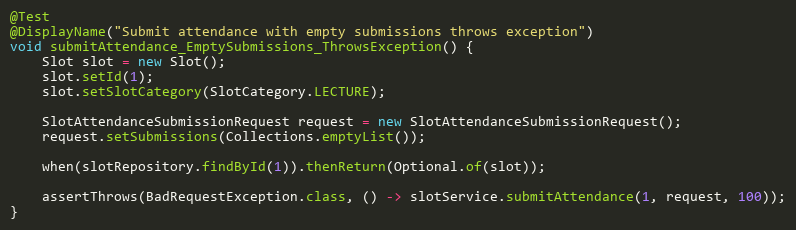 @Test
@DisplayName("Submit attendance with empty submissions throws exception")
void submitAttendance_EmptySubmissions_ThrowsException() {
    Slot slot = new Slot();
    slot.setId(1);
    slot.setSlotCategory(SlotCategory.LECTURE);

    SlotAttendanceSubmissionRequest request = new SlotAttendanceSubmissionRequest();
    request.setSubmissions(Collections.emptyList());

    when(slotRepository.findById(1)).thenReturn(Optional.of(slot));

    assertThrows(BadRequestException.class, () -> slotService.submitAttendance(1, request, 100));
}